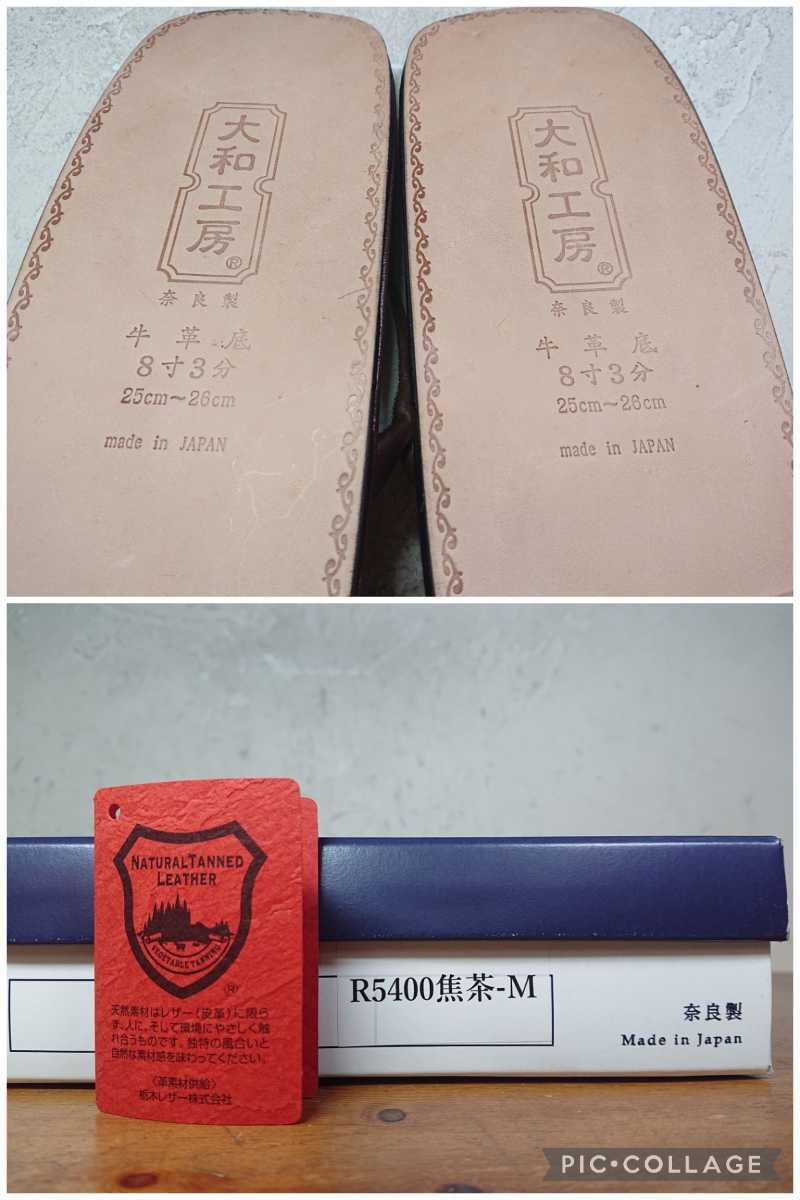 大和工房
®
奈良製
牛革底
8寸3分
25cm～26cm
made in JAPAN
大和工房
®
奈良製
牛革底
8寸3分
25cm～26cm
made in JAPAN
NATURAL TANNED
LEATHER
VEGETABLE TANNING
®
天然素材はレザー(皮革)に限ら
ず、人に、そして環境にやさしく触
れ合うものです。独特の風合いと
自然な素材感を味わってください。
〈革素材供給〉
栃木レザー株式会社
R5400焦茶-M
奈良製
Made in Japan
PIC•COLLAGE